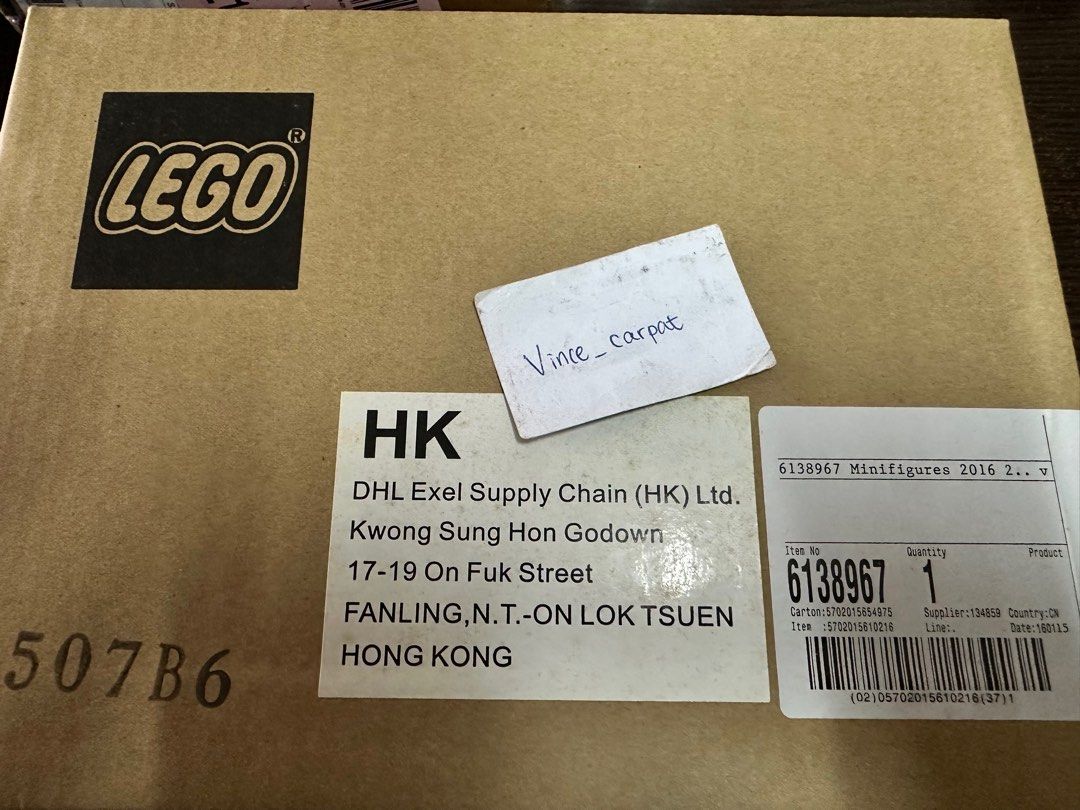 LEGO®
Vince_carpat
HK
DHL Exel Supply Chain (HK) Ltd.
Kwong Sung Hon Godown
17-19 On Fuk Street
FANLING,N.T.-ON LOK TSUEN
HONG KONG
507B6
6138967 Minifigures 2016 2.. v
Item No Quantity Product
6138967 1
Carton:5702015654975 Supplier:134859 Country:CN
Item :5702015610216 Line:. Date:160115
(02)05702015610216(37)1